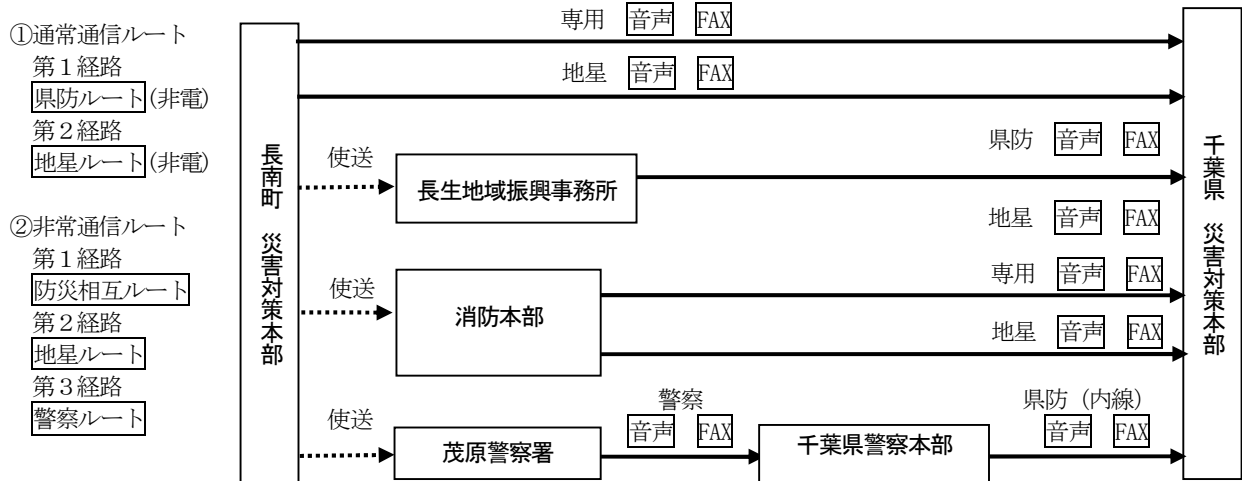 ①通常通信ルート
第１経路
県防ルート(非電)
第２経路
地星ルート(非電)
②非常通信ルート
第１経路
防災相互ルート
第２経路
地星ルート
第３経路
警察ルート
長南町　災害対策本部
専用 音声 FAX
地星 音声 FAX
使送
長生地域振興事務所
県防 音声 FAX
地星 音声 FAX
使送
消防本部
専用 音声 FAX
地星 音声 FAX
使送
茂原警察署
警察
音声 FAX
千葉県警察本部
県防（内線）
音声 FAX
千葉県　災害対策本部